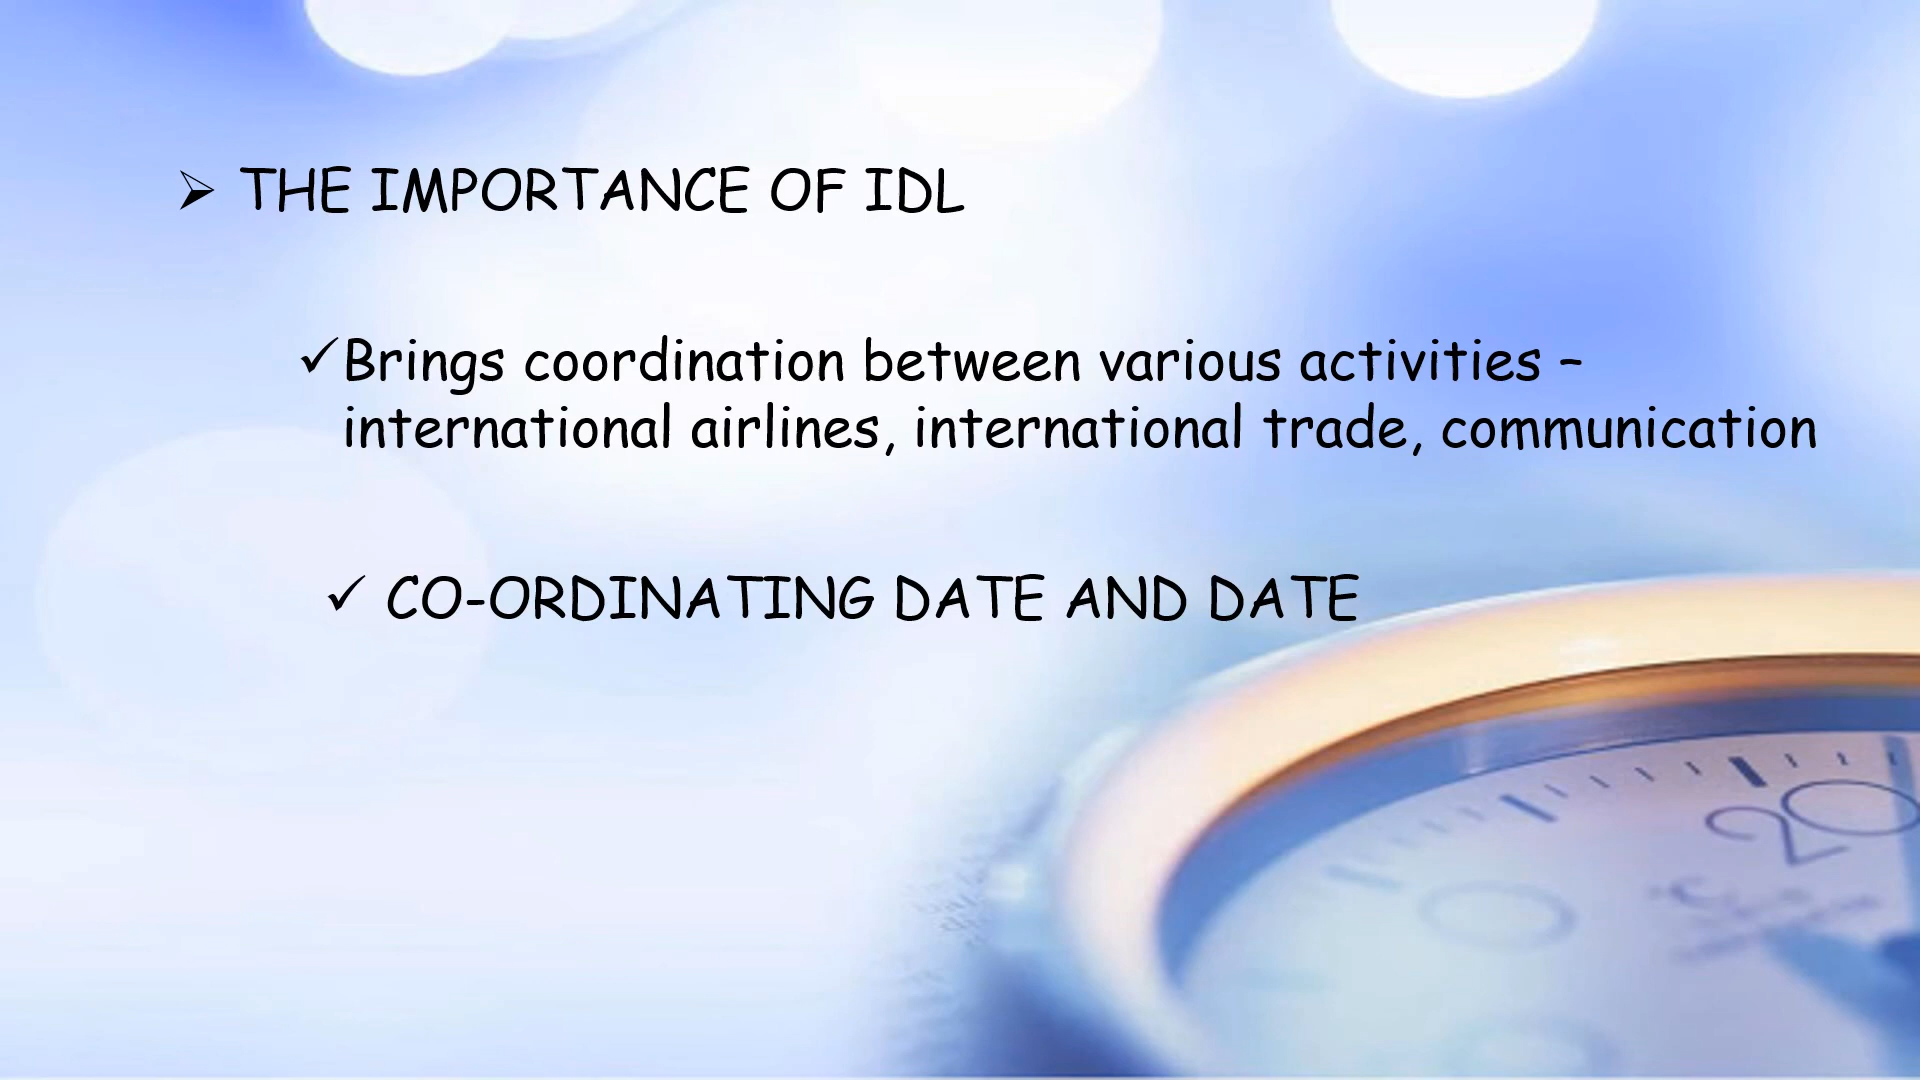 ➢ THE IMPORTANCE OF IDL
✓Brings coordination between various activities –
international airlines, international trade, communication
✓ CO-ORDINATING DATE AND DATE
20